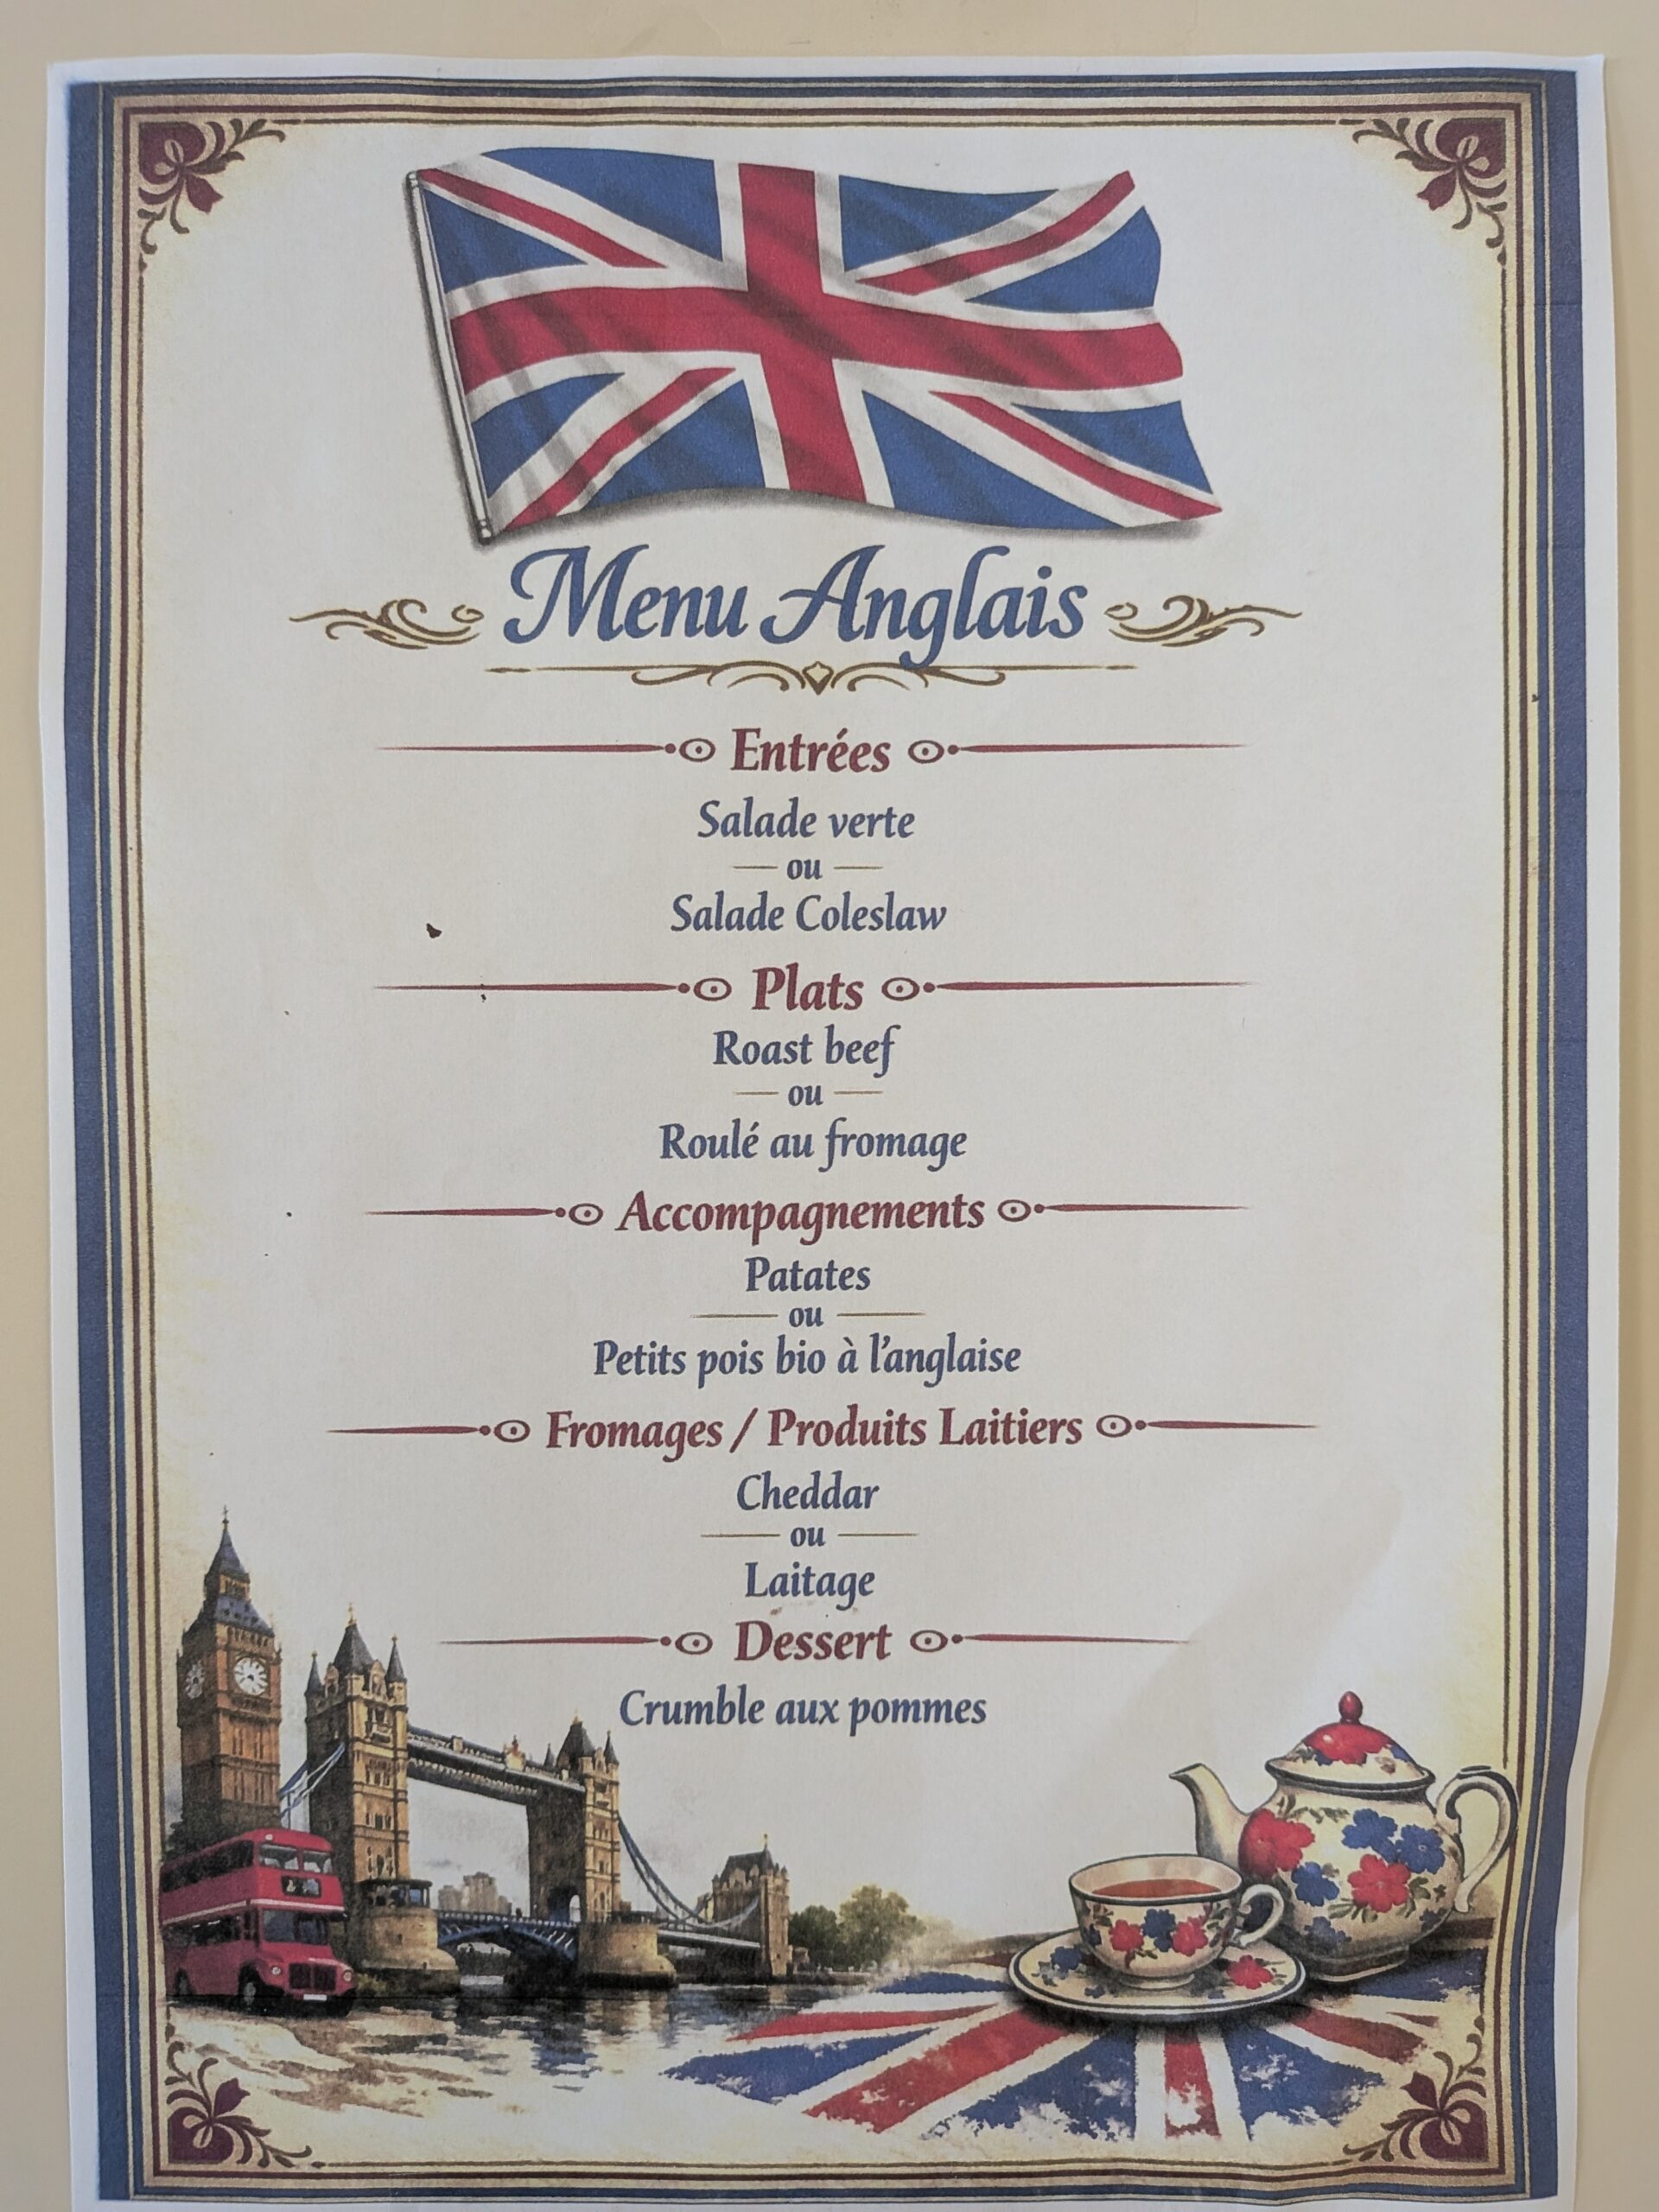 Menu Anglais
Entrées
Salade verte
ou
Salade Coleslaw
Plats
Roast beef
ou
Roulé au fromage
Accompagnements
Patates
ou
Petits pois bio à l'anglaise
Fromages / Produits Laitiers
Cheddar
ou
Laitage
Dessert
Crumble aux pommes